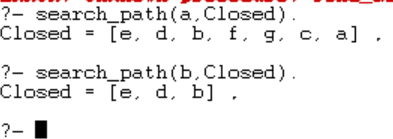 ?- search_path(a,Closed).
Closed = [e, d, b, f, g, c, a] .
?- search_path(b,Closed).
Closed = [e, d, b] .
?-